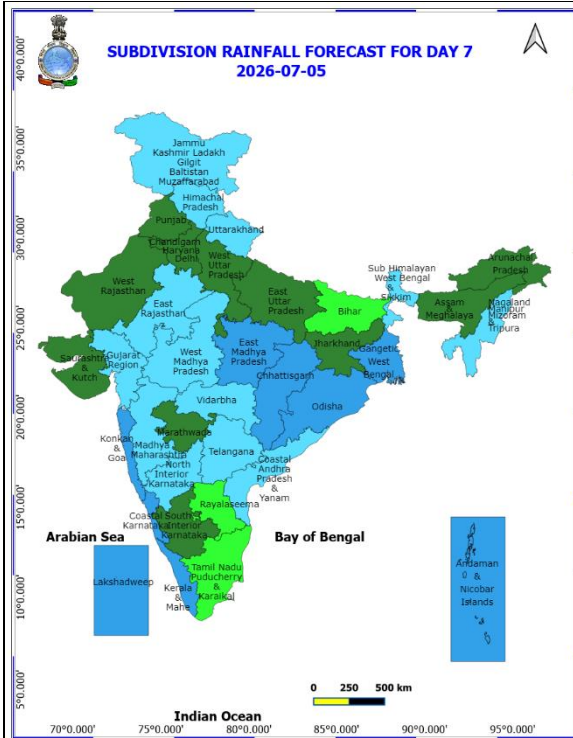 SUBDIVISION RAINFALL FORECAST FOR DAY 7
2026-07-05
40°0.000'
35°0.000'
30°0.000'
25°0.000'
20°0.000'
15°0.000'
10°0.000'
5°0.000'
Jammu
Kashmir Ladakh
Gilgit
Baltistan
Muzaffarabad
Himachal
Pradesh
Uttarakhand
Punjab
Chandigarh
Haryana
Delhi
West
Uttar
Pradesh
West
Rajasthan
East
Rajasthan
East
Uttar
Pradesh
Bihar
Sub Himalayan
West Bengal
&
Sikkim
Arunachal
Pradesh
Assam
&
Meghalaya
Nagaland
Manipur
Mizoram
&
Tripura
Saurashtra
&
Kutch
Gujarat
Region
West
Madhya
Pradesh
East
Madhya
Pradesh
Jharkhand
Gangetic
West
Bengal
Chhattisgarh
Odisha
Vidarbha
Marathwada
Konkan
&
Goa
Madhya
Maharashtra
North
Interior
Karnataka
Telangana
Coastal
Andhra
Pradesh
&
Yanam
Rayalaseema
Coastal
Karnataka
South
Interior
Karnataka
Arabian Sea
Bay of Bengal
Lakshadweep
Kerala
&
Mahe
Tamil Nadu
Puducherry
&
Karaikal
Andaman
&
Nicobar
Islands
0 250 500 km
Indian Ocean
70°0.000' 75°0.000' 80°0.000' 85°0.000' 90°0.000' 95°0.000'